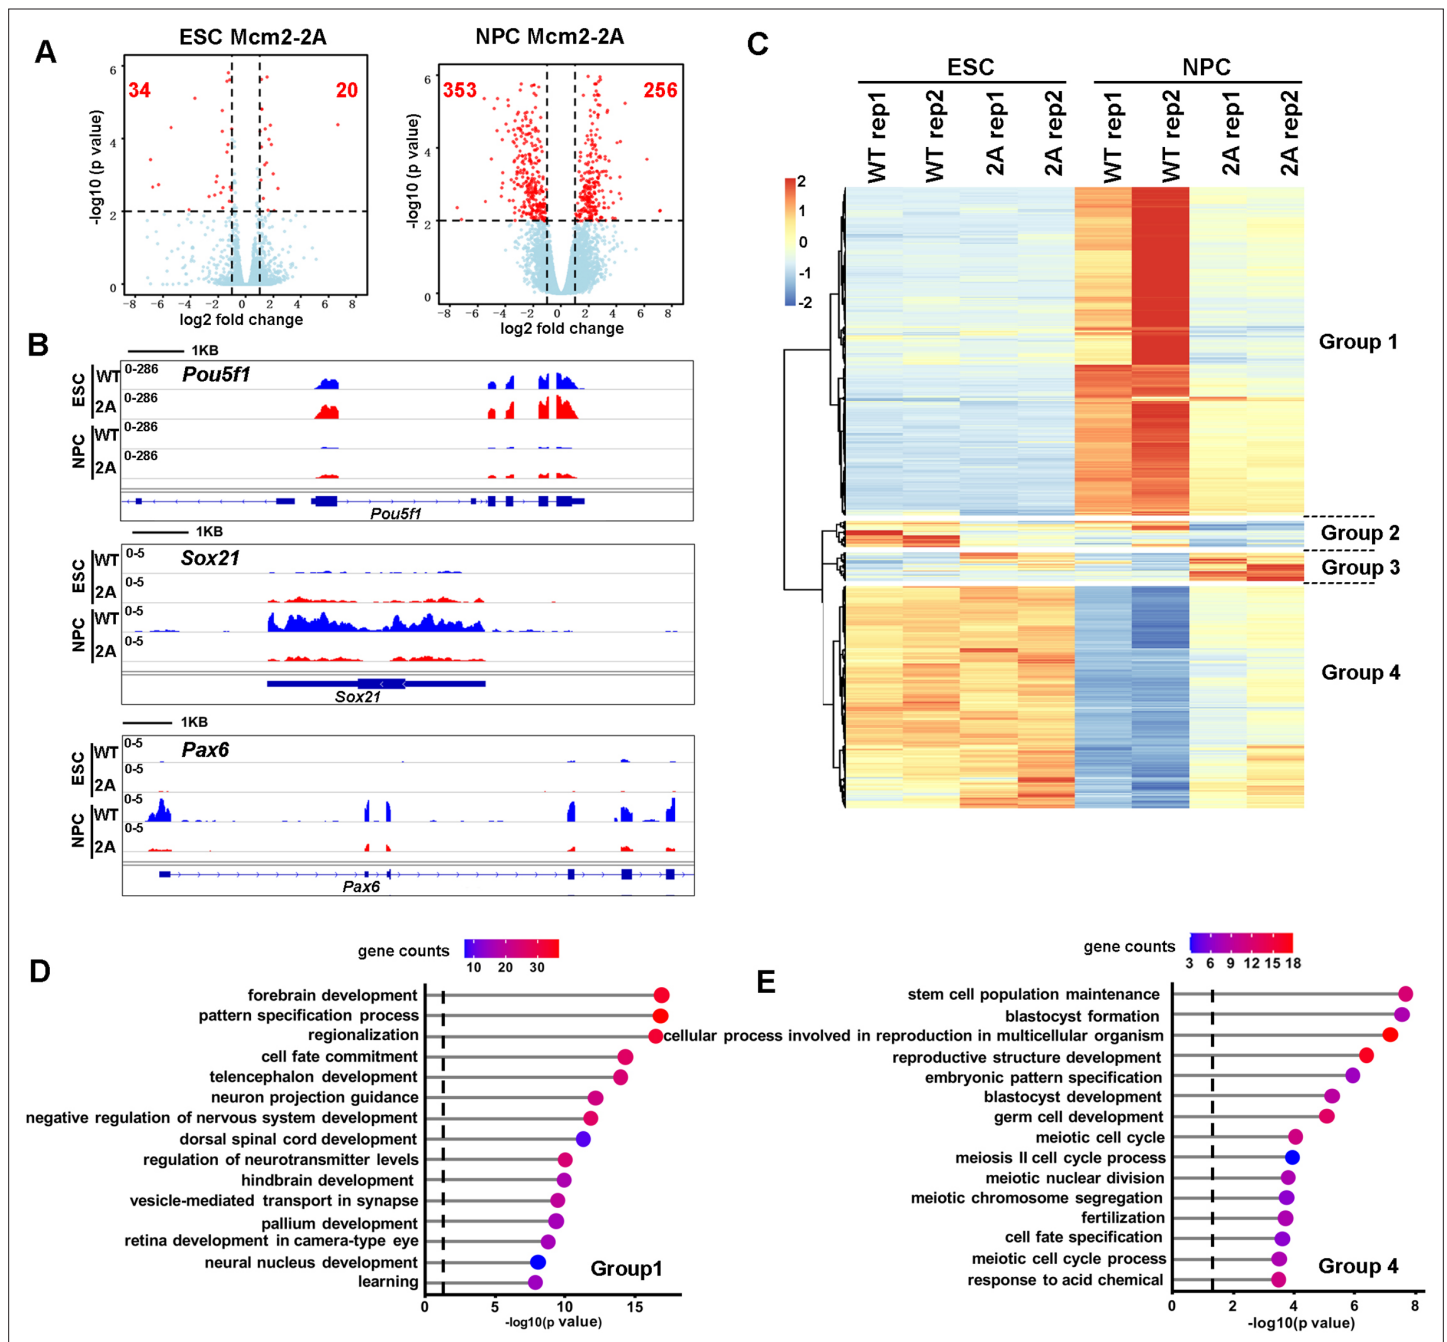 A
ESC Mcm2-2A
34
20
6
4
2
0
-log10 (p value)
-8 -6 -4 -2 0 2 4 6 8
log2 fold change
NPC Mcm2-2A
353
256
6
4
2
0
-log10 (p value)
-8 -6 -4 -2 0 2 4 6 8
log2 fold change
B
1KB
ESC
NPC
WT 0-286
2A 0-286
WT 0-286
2A 0-286
Pou5f1
Pou5f1
1KB
ESC
NPC
WT 0-5
2A 0-5
WT 0-5
2A 0-5
Sox21
Sox21
1KB
ESC
NPC
WT 0-5
2A 0-5
WT 0-5
2A 0-5
Pax6
Pax6
C
ESC NPC
WT rep1
WT rep2
2A rep1
2A rep2
WT rep1
WT rep2
2A rep1
2A rep2
2
1
0
-1
-2
Group 1
Group 2
Group 3
Group 4
D
gene counts
10 20 30
forebrain development
pattern specification process
regionalization
cell fate commitment
telencephalon development
neuron projection guidance
negative regulation of nervous system development
dorsal spinal cord development
regulation of neurotransmitter levels
hindbrain development
vesicle-mediated transport in synapse
pallium development
retina development in camera-type eye
neural nucleus development
learning
Group1
0 5 10 15
-log10(p value)
E
gene counts
3 6 9 12 15 18
stem cell population maintenance
blastocyst formation
cellular process involved in reproduction in multicellular organism
reproductive structure development
embryonic pattern specification
blastocyst development
germ cell development
meiotic cell cycle
meiosis II cell cycle process
meiotic nuclear division
meiotic chromosome segregation
fertilization
cell fate specification
meiotic cell cycle process
response to acid chemical
Group 4
0 2 4 6 8
-log10(p value)